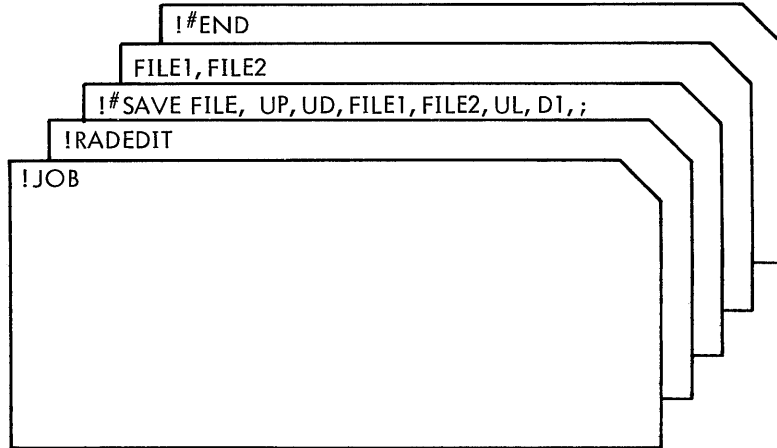 !#END
FILE1, FILE2
!#SAVE FILE, UP, UD, FILE1, FILE2, UL, D1, ;
!RADEDIT
!JOB